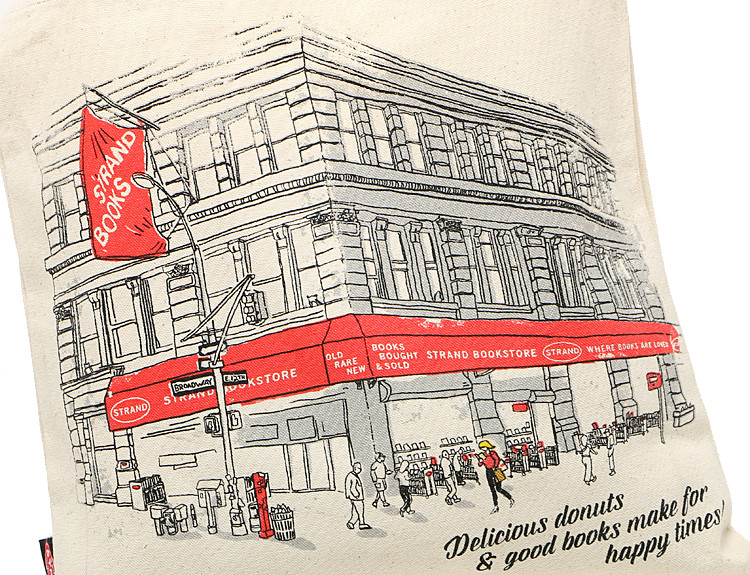 STRAND
BOOKS
BROADWAY
E.12TH
STRAND
STRAND BOOKSTORE
OLD
RARE
NEW
BOOKS
BOUGHT
& SOLD
STRAND BOOKSTORE
STRAND
WHERE BOOKS ARE LOVED
Delicious donuts
& good books make for
happy times!